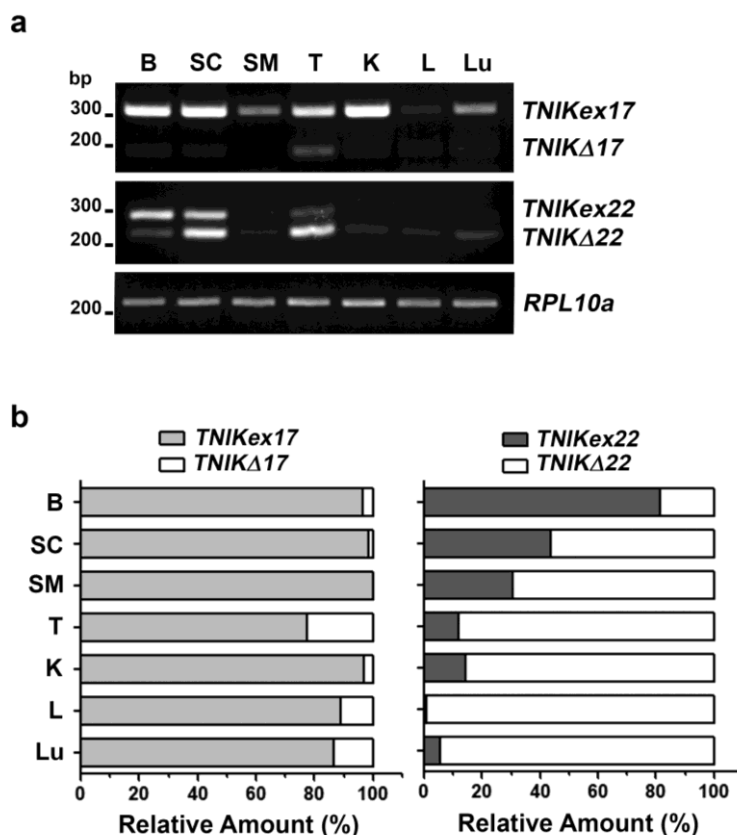 a
B SC SM T K L Lu
bp
300 TNIKex17
200 TNIKΔ17
300 TNIKex22
200 TNIKΔ22
200 RPL10a
b
TNIKex17 TNIKex22
TNIKΔ17 TNIKΔ22
B
SC
SM
T
K
L
Lu
0 20 40 60 80 100 0 20 40 60 80 100
Relative Amount (%) Relative Amount (%)